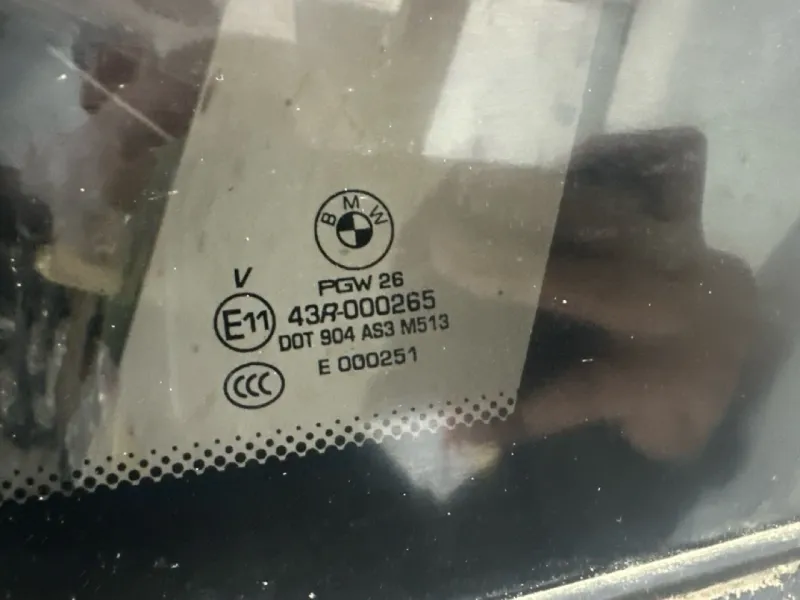 BMW
V
PGW 26
E11 43R-000265
DOT 904 AS3 M513
E 000251
CCC